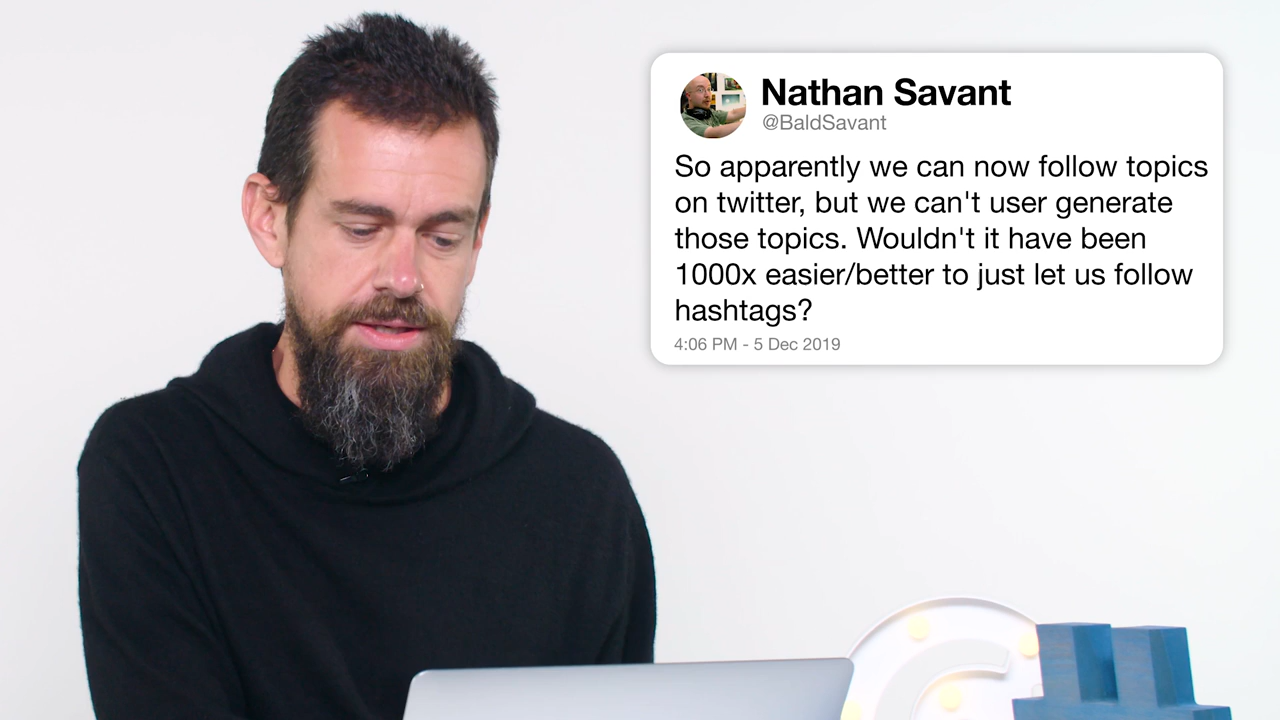 Nathan Savant
@BaldSavant
So apparently we can now follow topics
on twitter, but we can't user generate
those topics. Wouldn't it have been
1000x easier/better to just let us follow
hashtags?
4:06 PM - 5 Dec 2019